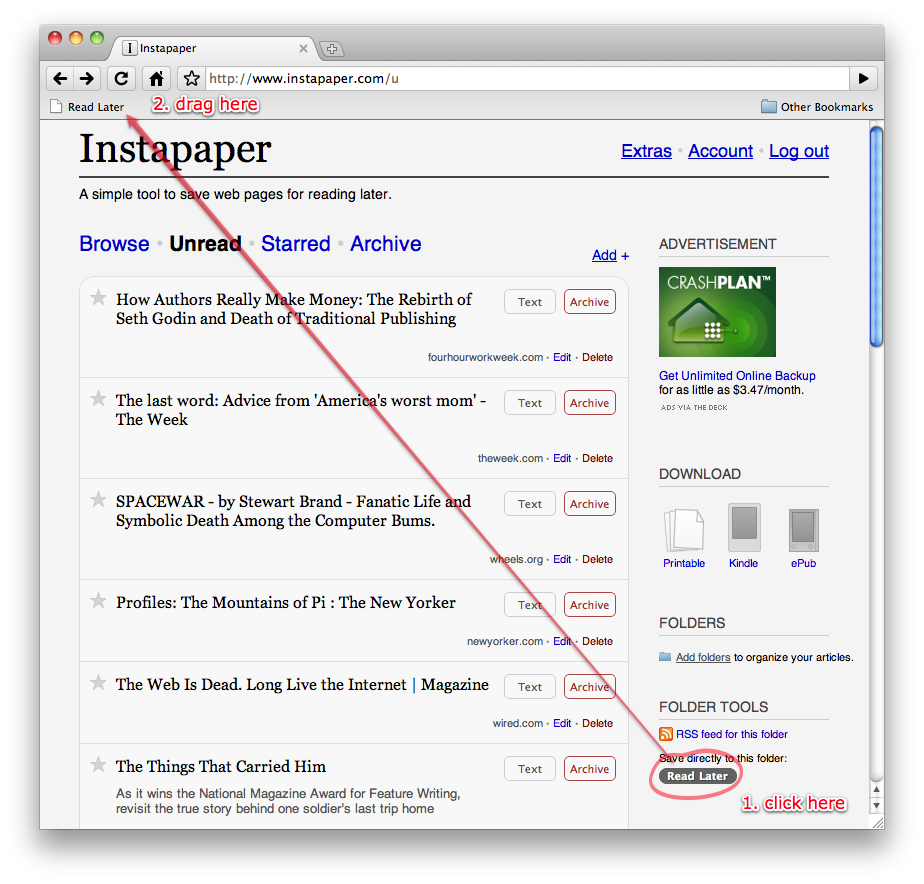 Instapaper
http://www.instapaper.com/u
Read Later
2. drag here
Other Bookmarks
Instapaper
Extras • Account • Log out
A simple tool to save web pages for reading later.
Browse • Unread • Starred • Archive
Add +
How Authors Really Make Money: The Rebirth of
Seth Godin and Death of Traditional Publishing
Text
Archive
fourhourworkweek.com • Edit • Delete
The last word: Advice from 'America's worst mom' -
The Week
Text
Archive
theweek.com • Edit • Delete
SPACEWAR - by Stewart Brand - Fanatic Life and
Symbolic Death Among the Computer Bums.
Text
Archive
wheels.org • Edit • Delete
Profiles: The Mountains of Pi : The New Yorker
Text
Archive
newyorker.com • Edit • Delete
The Web Is Dead. Long Live the Internet | Magazine
Text
Archive
wired.com • Edit • Delete
The Things That Carried Him
Text
Archive
As it wins the National Magazine Award for Feature Writing,
revisit the true story behind one soldier's last trip home
ADVERTISEMENT
CRASHPLAN™
Get Unlimited Online Backup
for as little as $3.47/month.
ADS VIA THE DECK
DOWNLOAD
Printable
Kindle
ePub
FOLDERS
Add folders to organize your articles.
FOLDER TOOLS
RSS feed for this folder
Save directly to this folder:
Read Later
1. click here